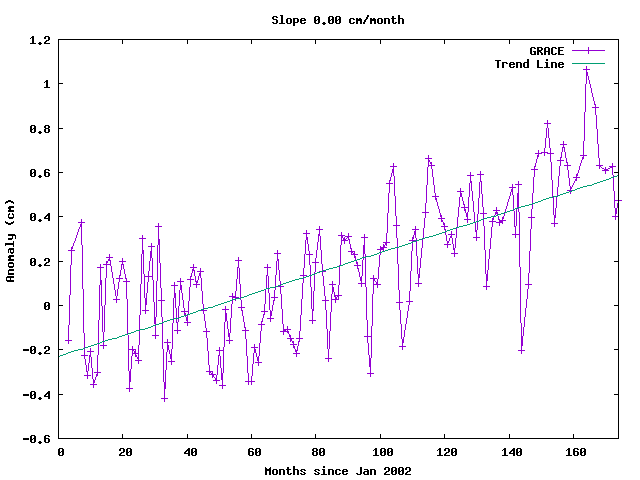 Slope 0.00 cm/month
GRACE
Trend Line
1.2
1
0.8
0.6
0.4
0.2
0
-0.2
-0.4
-0.6
Anomaly (cm)
0 20 40 60 80 100 120 140 160
Months since Jan 2002